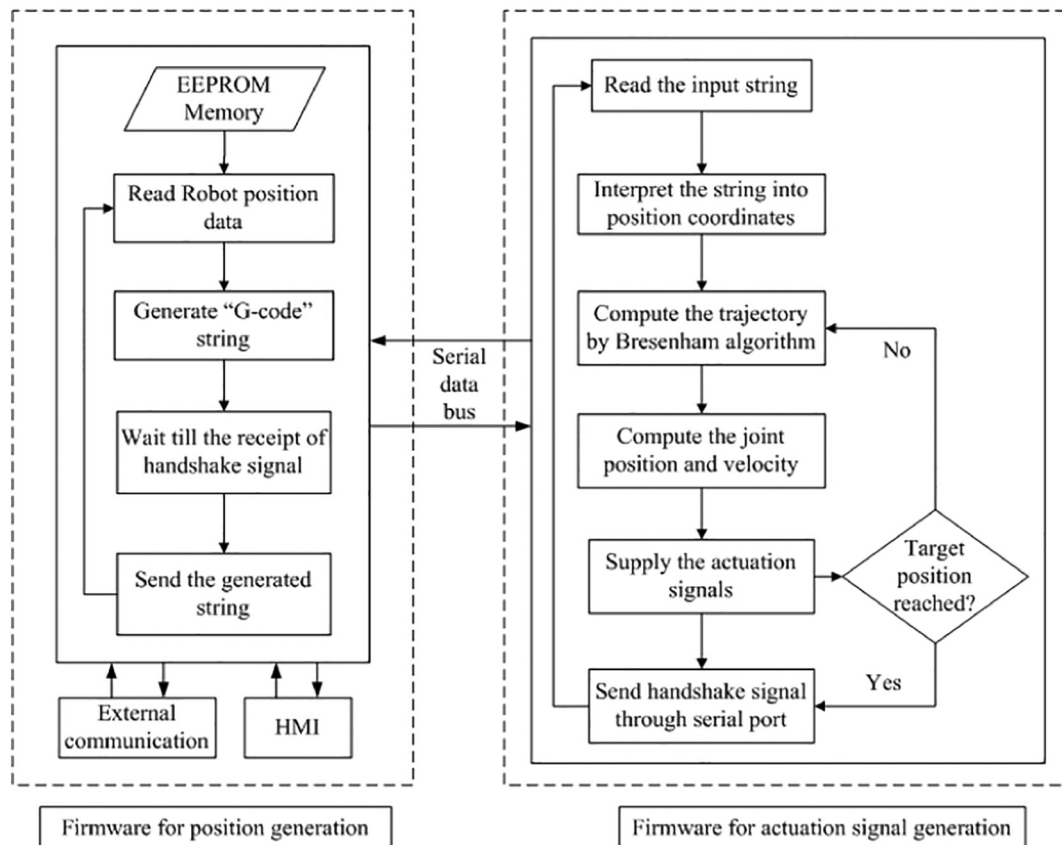 EEPROM
Memory
Read Robot position
data
Generate “G-code”
string
Wait till the receipt of
handshake signal
Send the generated
string
External
communication
HMI
Firmware for position generation
Serial
data
bus
Read the input string
Interpret the string into
position coordinates
Compute the trajectory
by Bresenham algorithm
No
Compute the joint
position and velocity
Supply the actuation
signals
Target
position
reached?
Yes
Send handshake signal
through serial port
Firmware for actuation signal generation